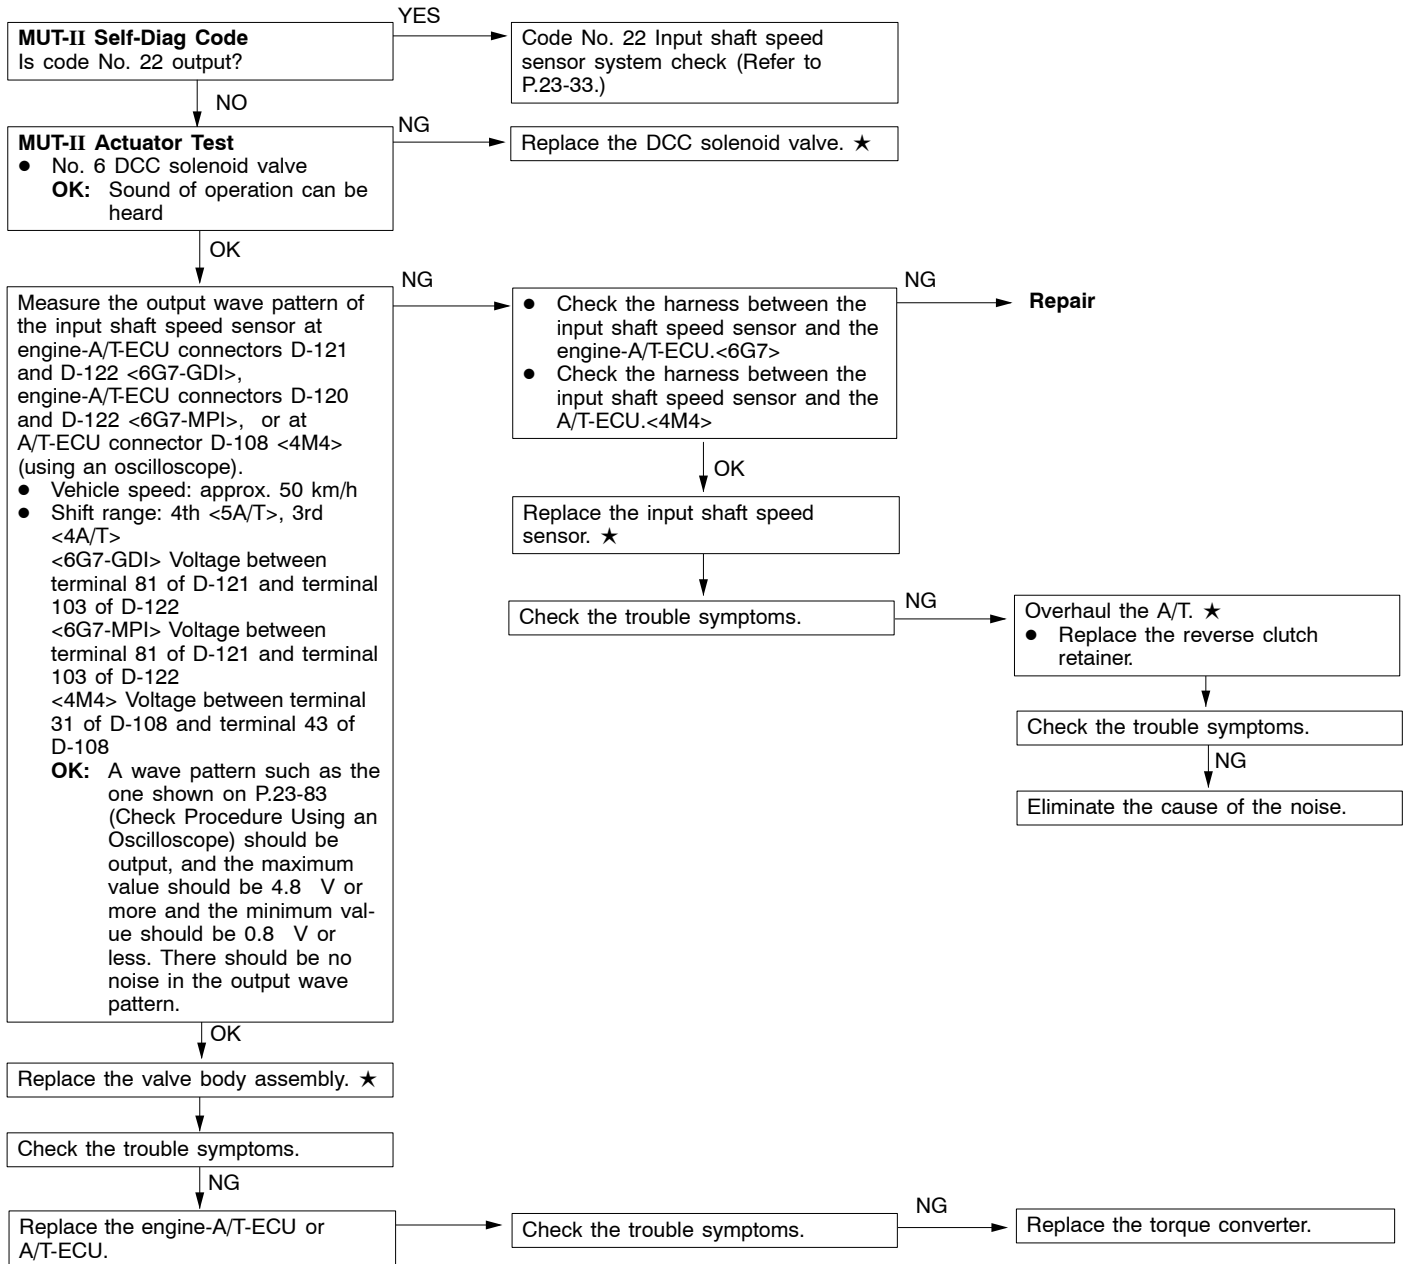 MUT-II Self-Diag Code
Is code No. 22 output?
YES
Code No. 22 Input shaft speed
sensor system check (Refer to
P.23-33.)
NO
MUT-II Actuator Test
● No. 6 DCC solenoid valve
OK: Sound of operation can be
heard
NG
Replace the DCC solenoid valve. ★
OK
Measure the output wave pattern of
the input shaft speed sensor at
engine-A/T-ECU connectors D-121
and D-122 <6G7-GDI>,
engine-A/T-ECU connectors D-120
and D-122 <6G7-MPI>, or at
A/T-ECU connector D-108 <4M4>
(using an oscilloscope).
● Vehicle speed: approx. 50 km/h
● Shift range: 4th <5A/T>, 3rd
<4A/T>
<6G7-GDI> Voltage between
terminal 81 of D-121 and terminal
103 of D-122
<6G7-MPI> Voltage between
terminal 81 of D-121 and terminal
103 of D-122
<4M4> Voltage between terminal
31 of D-108 and terminal 43 of
D-108
OK: A wave pattern such as the
one shown on P.23-83
(Check Procedure Using an
Oscilloscope) should be
output, and the maximum
value should be 4.8 V or
more and the minimum val-
ue should be 0.8 V or
less. There should be no
noise in the output wave
pattern.
NG
● Check the harness between the
input shaft speed sensor and the
engine-A/T-ECU.<6G7>
● Check the harness between the
input shaft speed sensor and the
A/T-ECU.<4M4>
NG
Repair
OK
Replace the input shaft speed
sensor. ★
Check the trouble symptoms.
NG
Overhaul the A/T. ★
● Replace the reverse clutch
retainer.
Check the trouble symptoms.
NG
Eliminate the cause of the noise.
OK
Replace the valve body assembly. ★
Check the trouble symptoms.
NG
Replace the engine-A/T-ECU or
A/T-ECU.
Check the trouble symptoms.
NG
Replace the torque converter.